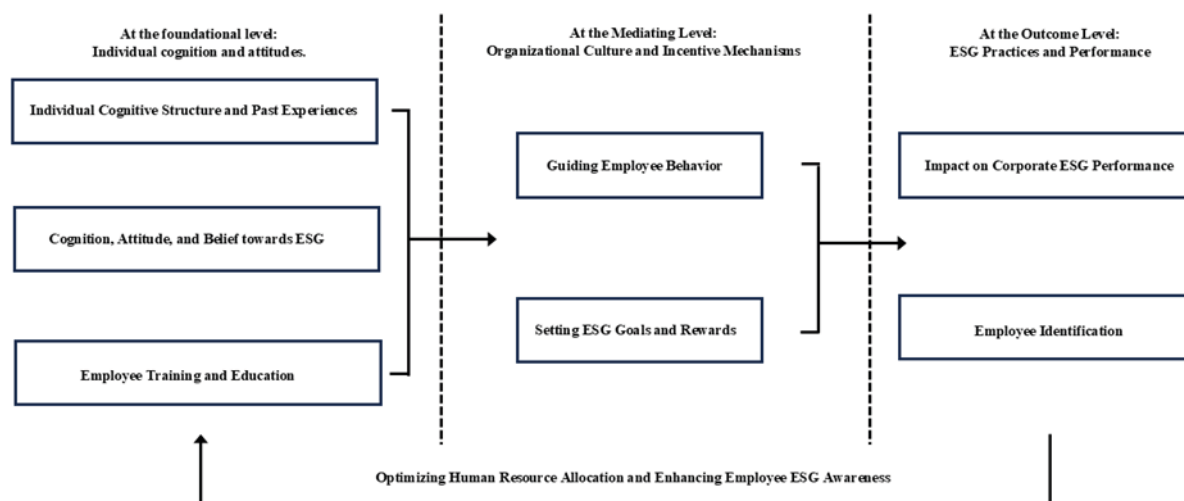 At the foundational level:
Individual cognition and attitudes.
Individual Cognitive Structure and Past Experiences
Cognition, Attitude, and Belief towards ESG
Employee Training and Education
At the Mediating Level:
Organizational Culture and Incentive Mechanisms
Guiding Employee Behavior
Setting ESG Goals and Rewards
At the Outcome Level:
ESG Practices and Performance
Impact on Corporate ESG Performance
Employee Identification
Optimizing Human Resource Allocation and Enhancing Employee ESG Awareness